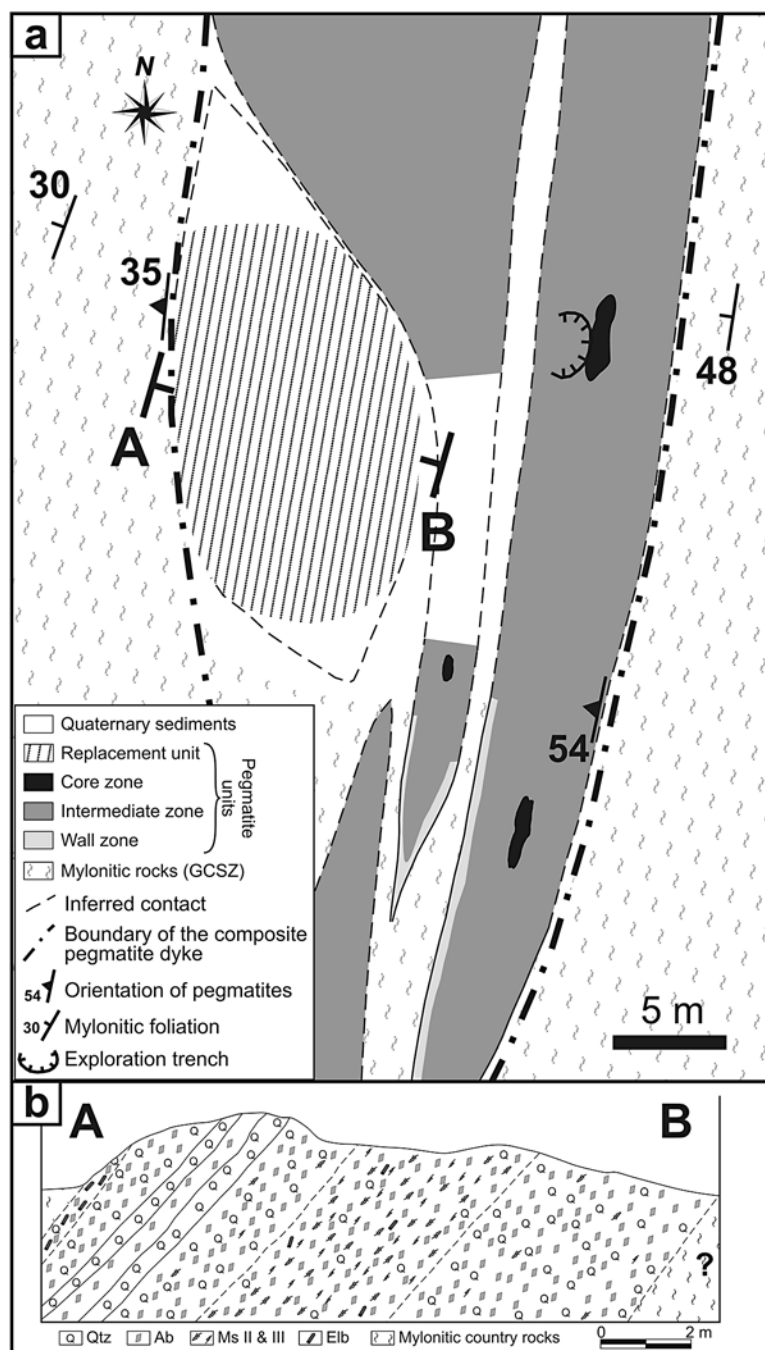 a
N
30
35
A
B
48
54
Quaternary sediments
Replacement unit
Core zone
Intermediate zone
Wall zone
Pegmatite units
Mylonitic rocks (GCSZ)
Inferred contact
Boundary of the composite
pegmatite dyke
54 Orientation of pegmatites
30 Mylonitic foliation
Exploration trench
5 m
b
A
B
?
Q Qtz Ab Ms II & III Elb Mylonitic country rocks
0 2 m